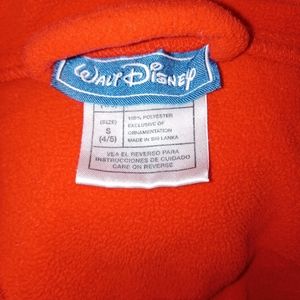 WALT DISNEY
(SIZE)
S
(4/5)
100% POLYESTER
EXCLUSIVE OF
ORNAMENTATION
MADE IN SRI LANKA
VEA EL REVERSO PARA
INSTRUCCIONES DE CUIDADO
CARE ON REVERSE